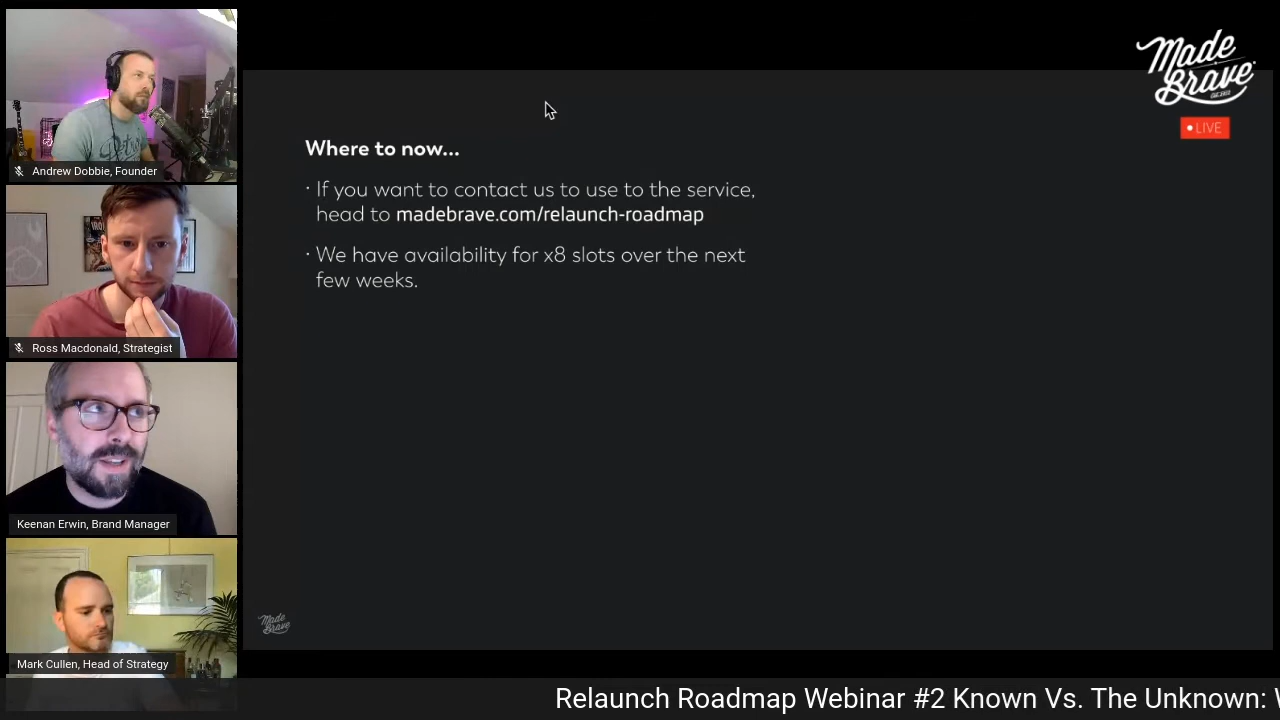 Made
Brave
LIVE
Andrew Dobbie, Founder
Ross Macdonald, Strategist
Keenan Erwin, Brand Manager
Mark Cullen, Head of Strategy
Where to now...
· If you want to contact us to use to the service,
head to madebrave.com/relaunch-roadmap
· We have availability for x8 slots over the next
few weeks.
Made
Brave
Relaunch Roadmap Webinar #2 Known Vs. The Unknown: